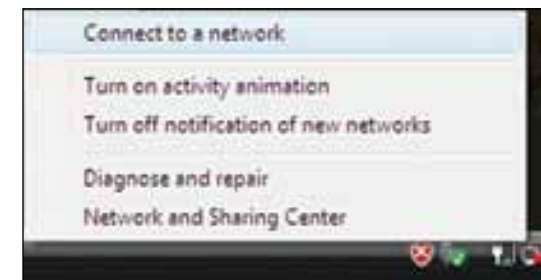 Connect to a network
Turn on activity animation
Turn off notification of new networks
Diagnose and repair
Network and Sharing Center